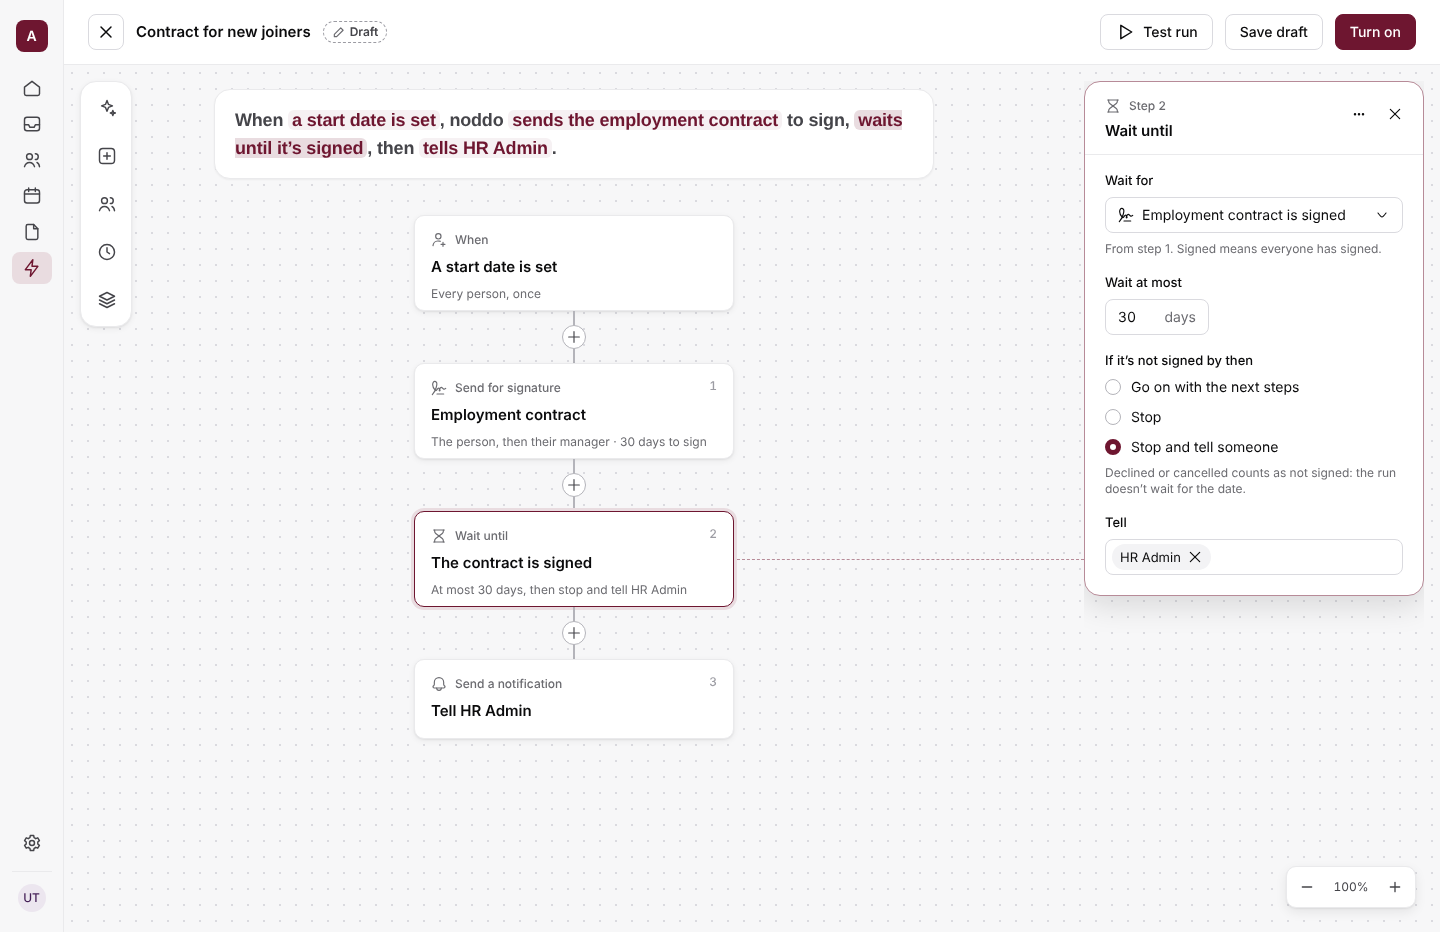 A
Contract for new joiners
Draft
Test run
Save draft
Turn on
When a start date is set, noddo sends the employment contract to sign, waits
until it’s signed, then tells HR Admin.
When
A start date is set
Every person, once
Send for signature
1
Employment contract
The person, then their manager · 30 days to sign
Wait until
2
The contract is signed
At most 30 days, then stop and tell HR Admin
Send a notification
3
Tell HR Admin
Step 2
Wait until
Wait for
Employment contract is signed
From step 1. Signed means everyone has signed.
Wait at most
30 days
If it’s not signed by then
Go on with the next steps
Stop
Stop and tell someone
Declined or cancelled counts as not signed: the run
doesn't wait for the date.
Tell
HR Admin
UT
100%